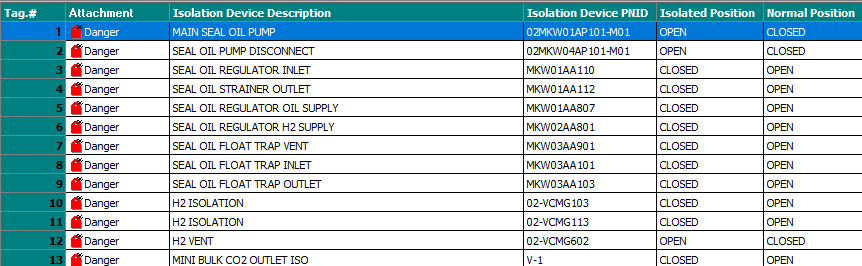 Tag.# Attachment Isolation Device Description Isolation Device PNID Isolated Position Normal Position
1 Danger MAIN SEAL OIL PUMP 02MKW01AP101-M01 OPEN CLOSED
2 Danger SEAL OIL PUMP DISCONNECT 02MKW04AP101-M01 OPEN CLOSED
3 Danger SEAL OIL REGULATOR INLET MKW01AA110 CLOSED OPEN
4 Danger SEAL OIL STRAINER OUTLET MKW01AA112 CLOSED OPEN
5 Danger SEAL OIL REGULATOR OIL SUPPLY MKW01AA807 CLOSED OPEN
6 Danger SEAL OIL REGULATOR H2 SUPPLY MKW02AA801 CLOSED OPEN
7 Danger SEAL OIL FLOAT TRAP VENT MKW03AA901 CLOSED OPEN
8 Danger SEAL OIL FLOAT TRAP INLET MKW03AA101 CLOSED OPEN
9 Danger SEAL OIL FLOAT TRAP OUTLET MKW03AA103 CLOSED OPEN
10 Danger H2 ISOLATION 02-VCMG103 CLOSED OPEN
11 Danger H2 ISOLATION 02-VCMG113 CLOSED OPEN
12 Danger H2 VENT 02-VCMG602 OPEN CLOSED
13 Danger MINI BULK CO2 OUTLET ISO V-1 CLOSED OPEN